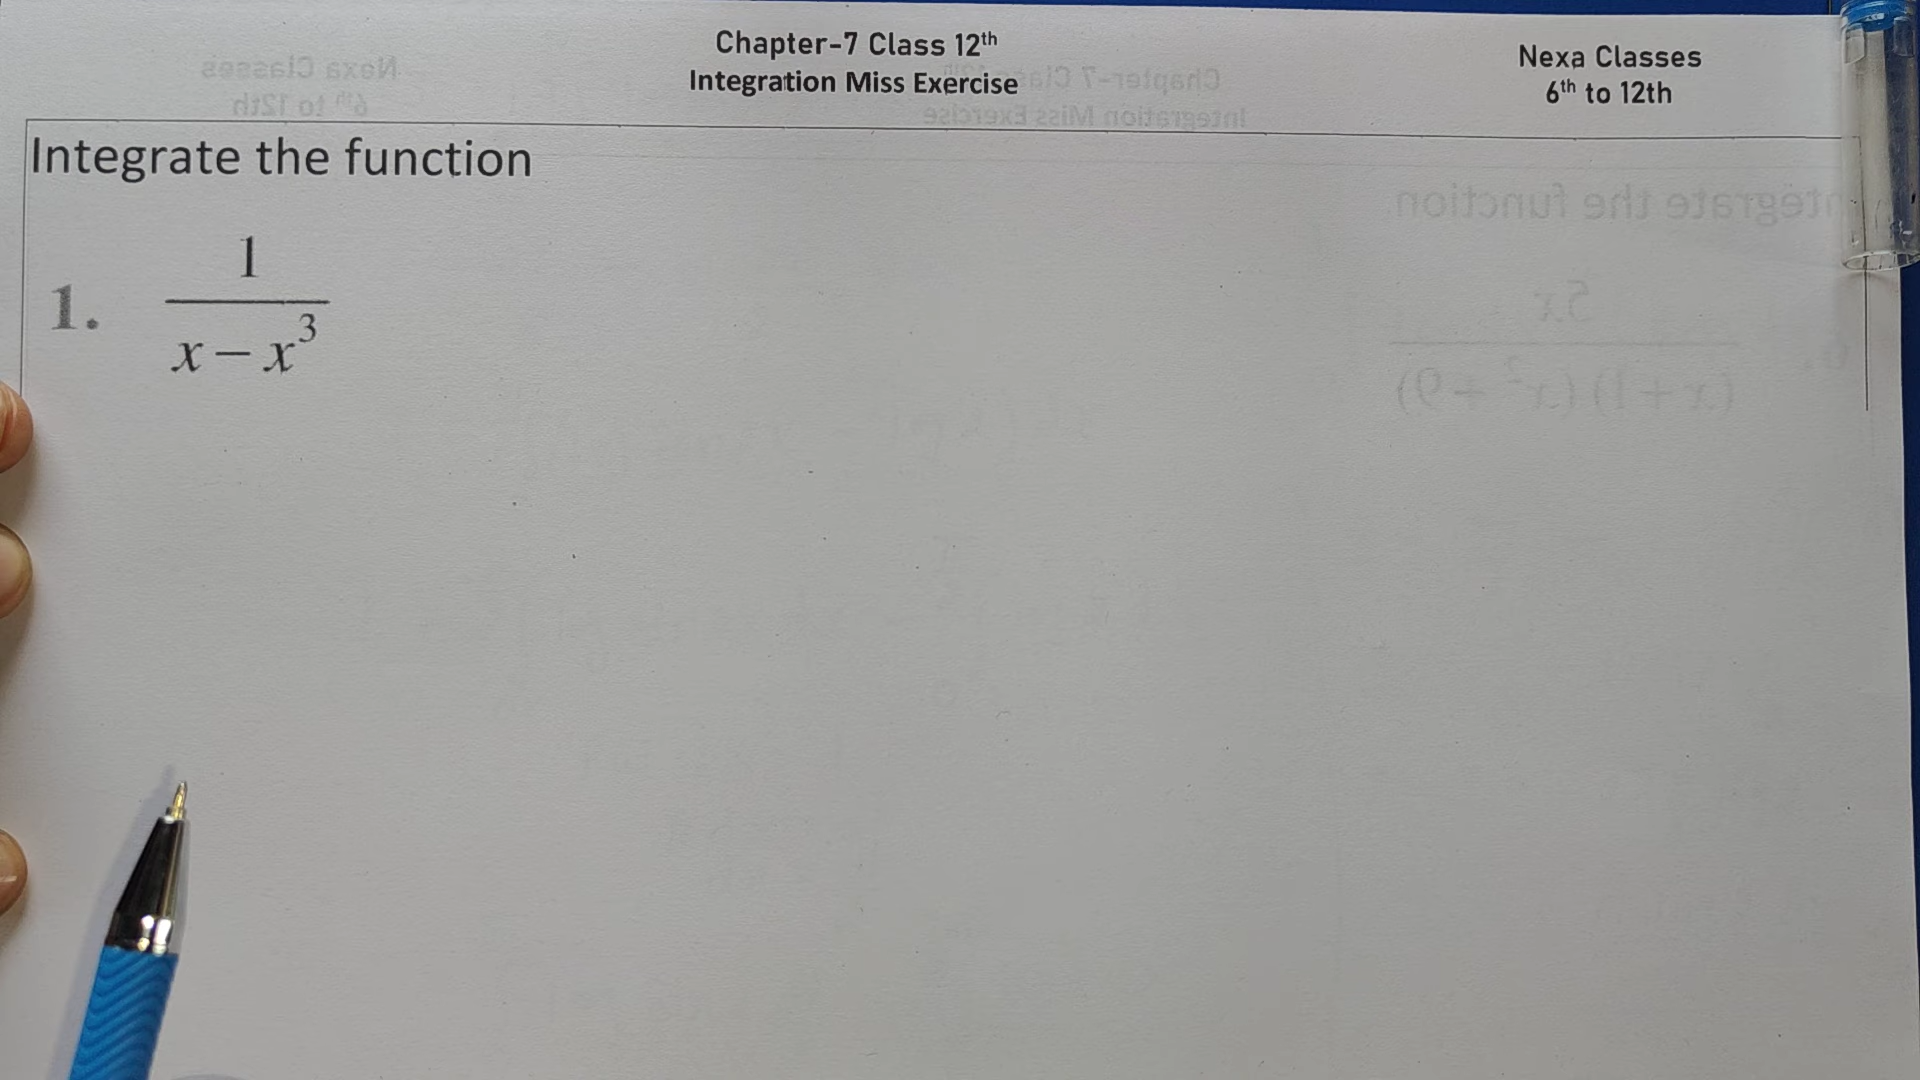 Chapter-7 Class 12th
Integration Miss Exercise
Nexa Classes
6th to 12th
Integrate the function
1. 1/(x − x³)